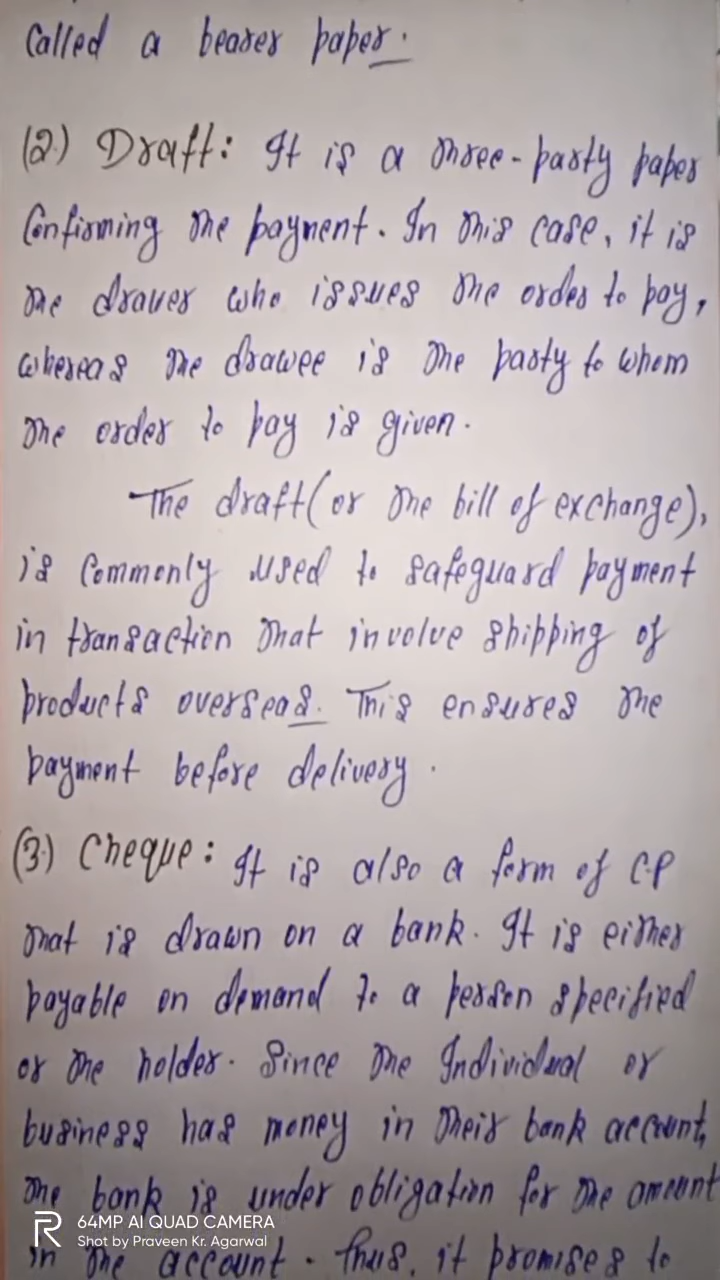 Called a bearer paper.
(2) Draft: It is a three-party paper
Confirming the payment. In this case, it is
the drawer who issues the order to pay,
whereas the drawee is the party to whom
the order to pay is given.
The draft (or the bill of exchange),
is commonly used to safeguard payment
in transaction that involve shipping of
products overseas. This ensures the
payment before delivery.
(3) Cheque: It is also a form of C.P
that is drawn on a bank. It is either
payable on demand to a person specified
or the holder. Since the Individual or
business has money in their bank account,
the bank is under obligation for the amount
in the account. Thus, it promises to
64MP AI QUAD CAMERA
Shot by Praveen Kr. Agarwal